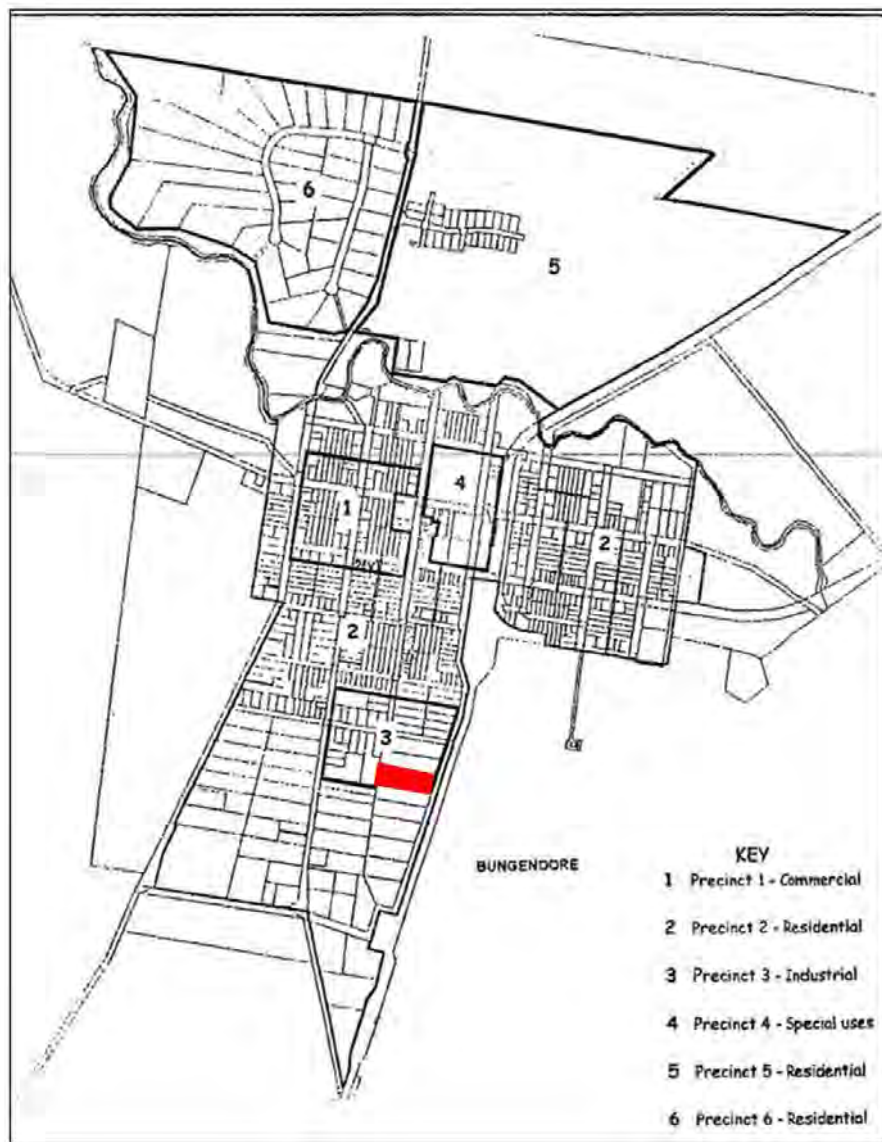 6
5
4
1
2
2(V)
2
3
BUNGENDORE
KEY
1 Precinct 1 - Commercial
2 Precinct 2 - Residential
3 Precinct 3 - Industrial
4 Precinct 4 - Special uses
5 Precinct 5 - Residential
6 Precinct 6 - Residential